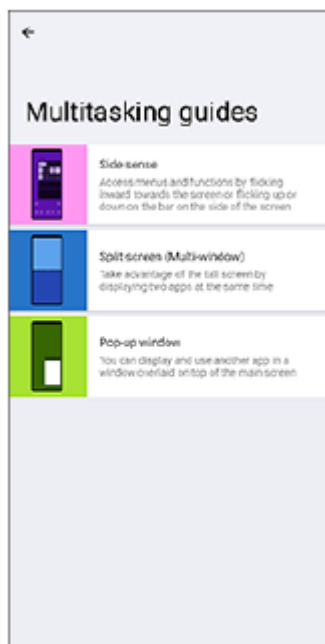 Multitasking guides
Side sense
Access menus and functions by flicking
inward towards the screen or flicking up or
down on the bar on the side of the screen
Split-screen (Multi-window)
Take advantage of the tall screen by
displaying two apps at the same time
Pop-up window
You can display and use another app in a
window overlaid on top of the main screen